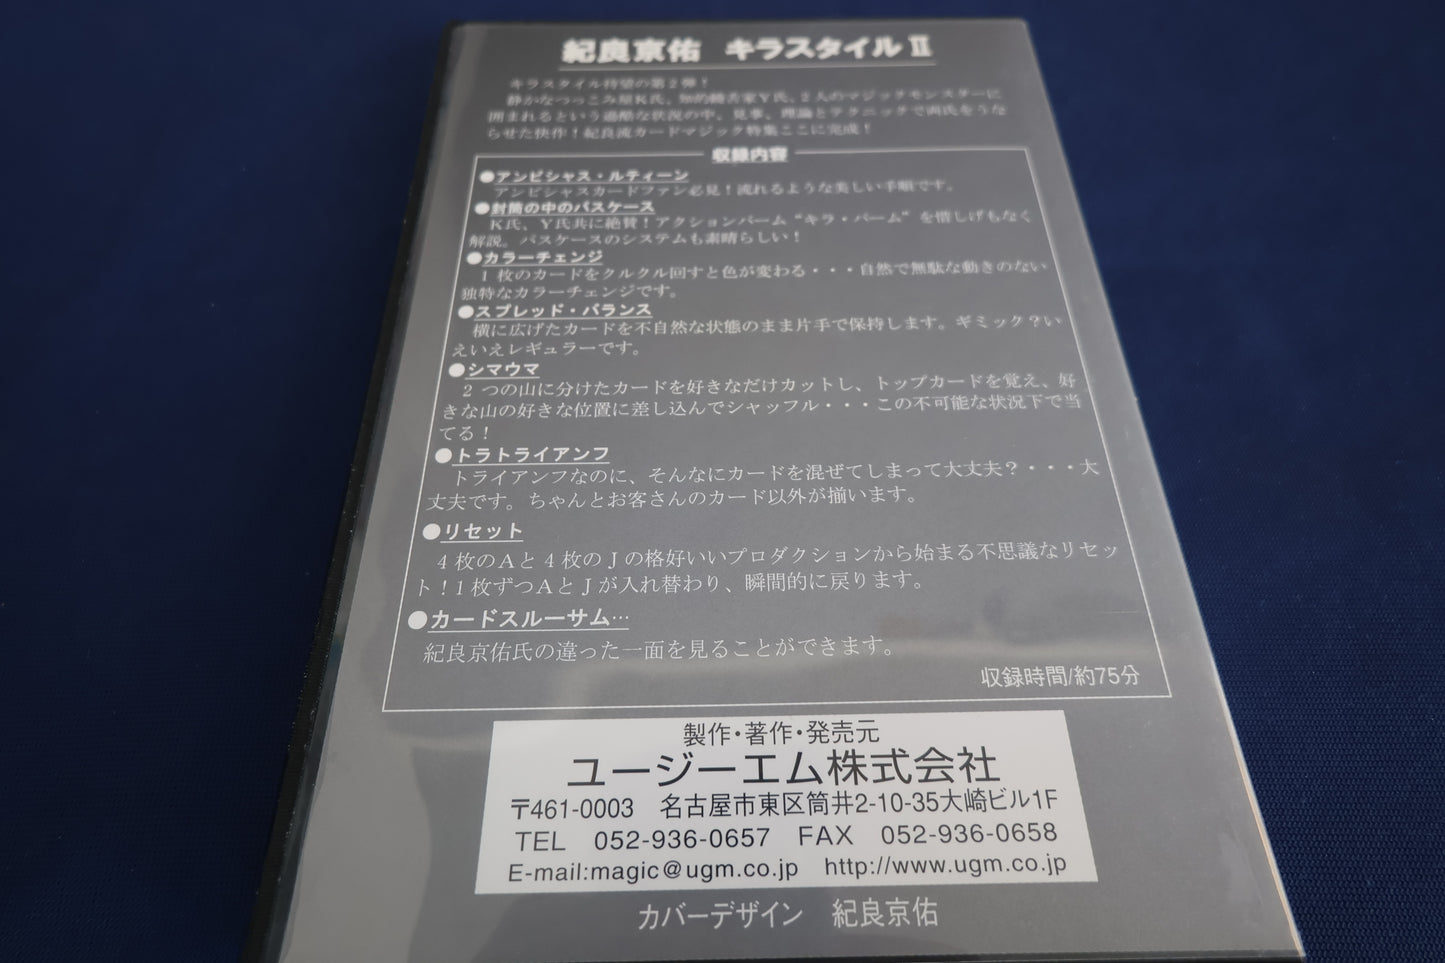 紀良京佑 キラスタイルⅡ
キラスタイル待望の第2弾！
静かなつっこみ屋K氏、知的饒舌家Y氏、2人のマジックモンスターに
囲まれるという過酷な状況の中、見事、理論とテクニックで両氏をうな
らせた快作！紀良流カードマジック特集ここに完成！
収録内容
●アンビシャス・ルティーン
アンビシャスカードファン必見！流れるような美しい手順です。
●封筒の中のパスケース
K氏、Y氏共に絶賛！アクションパーム“キラ・パーム”を惜しげもなく
解説。パスケースのシステムも素晴らしい！
●カラーチェンジ
1枚のカードをクルクル回すと色が変わる・・・自然で無駄な動きのない
独特なカラーチェンジです。
●スプレッド・バランス
横に広げたカードを不自然な状態のまま片手で保持します。ギミック？い
えいえレギュラーです。
●シマウマ
2つの山に分けたカードを好きなだけカットし、トップカードを覚え、好
きな山の好きな位置に差し込んでシャッフル・・・この不可能な状況下で当
てる！
●トラトライアンフ
トライアンフなのに、そんなにカードを混ぜてしまって大丈夫？・・・大
丈夫です。ちゃんとお客さんのカード以外が揃います。
●リセット
4枚のAと4枚のJの格好いいプロダクションから始まる不思議なリセッ
ト！1枚ずつAとJが入れ替わり、瞬間的に戻ります。
●カードスルーサム…
紀良京佑氏の違った一面を見ることができます。
収録時間/約75分
製作・著作・発売元
ユージーエム株式会社
〒461-0003 名古屋市東区筒井2-10-35大崎ビル1F
TEL 052-936-0657 FAX 052-936-0658
E-mail:magic@ugm.co.jp http://www.ugm.co.jp
カバーデザイン 紀良京佑